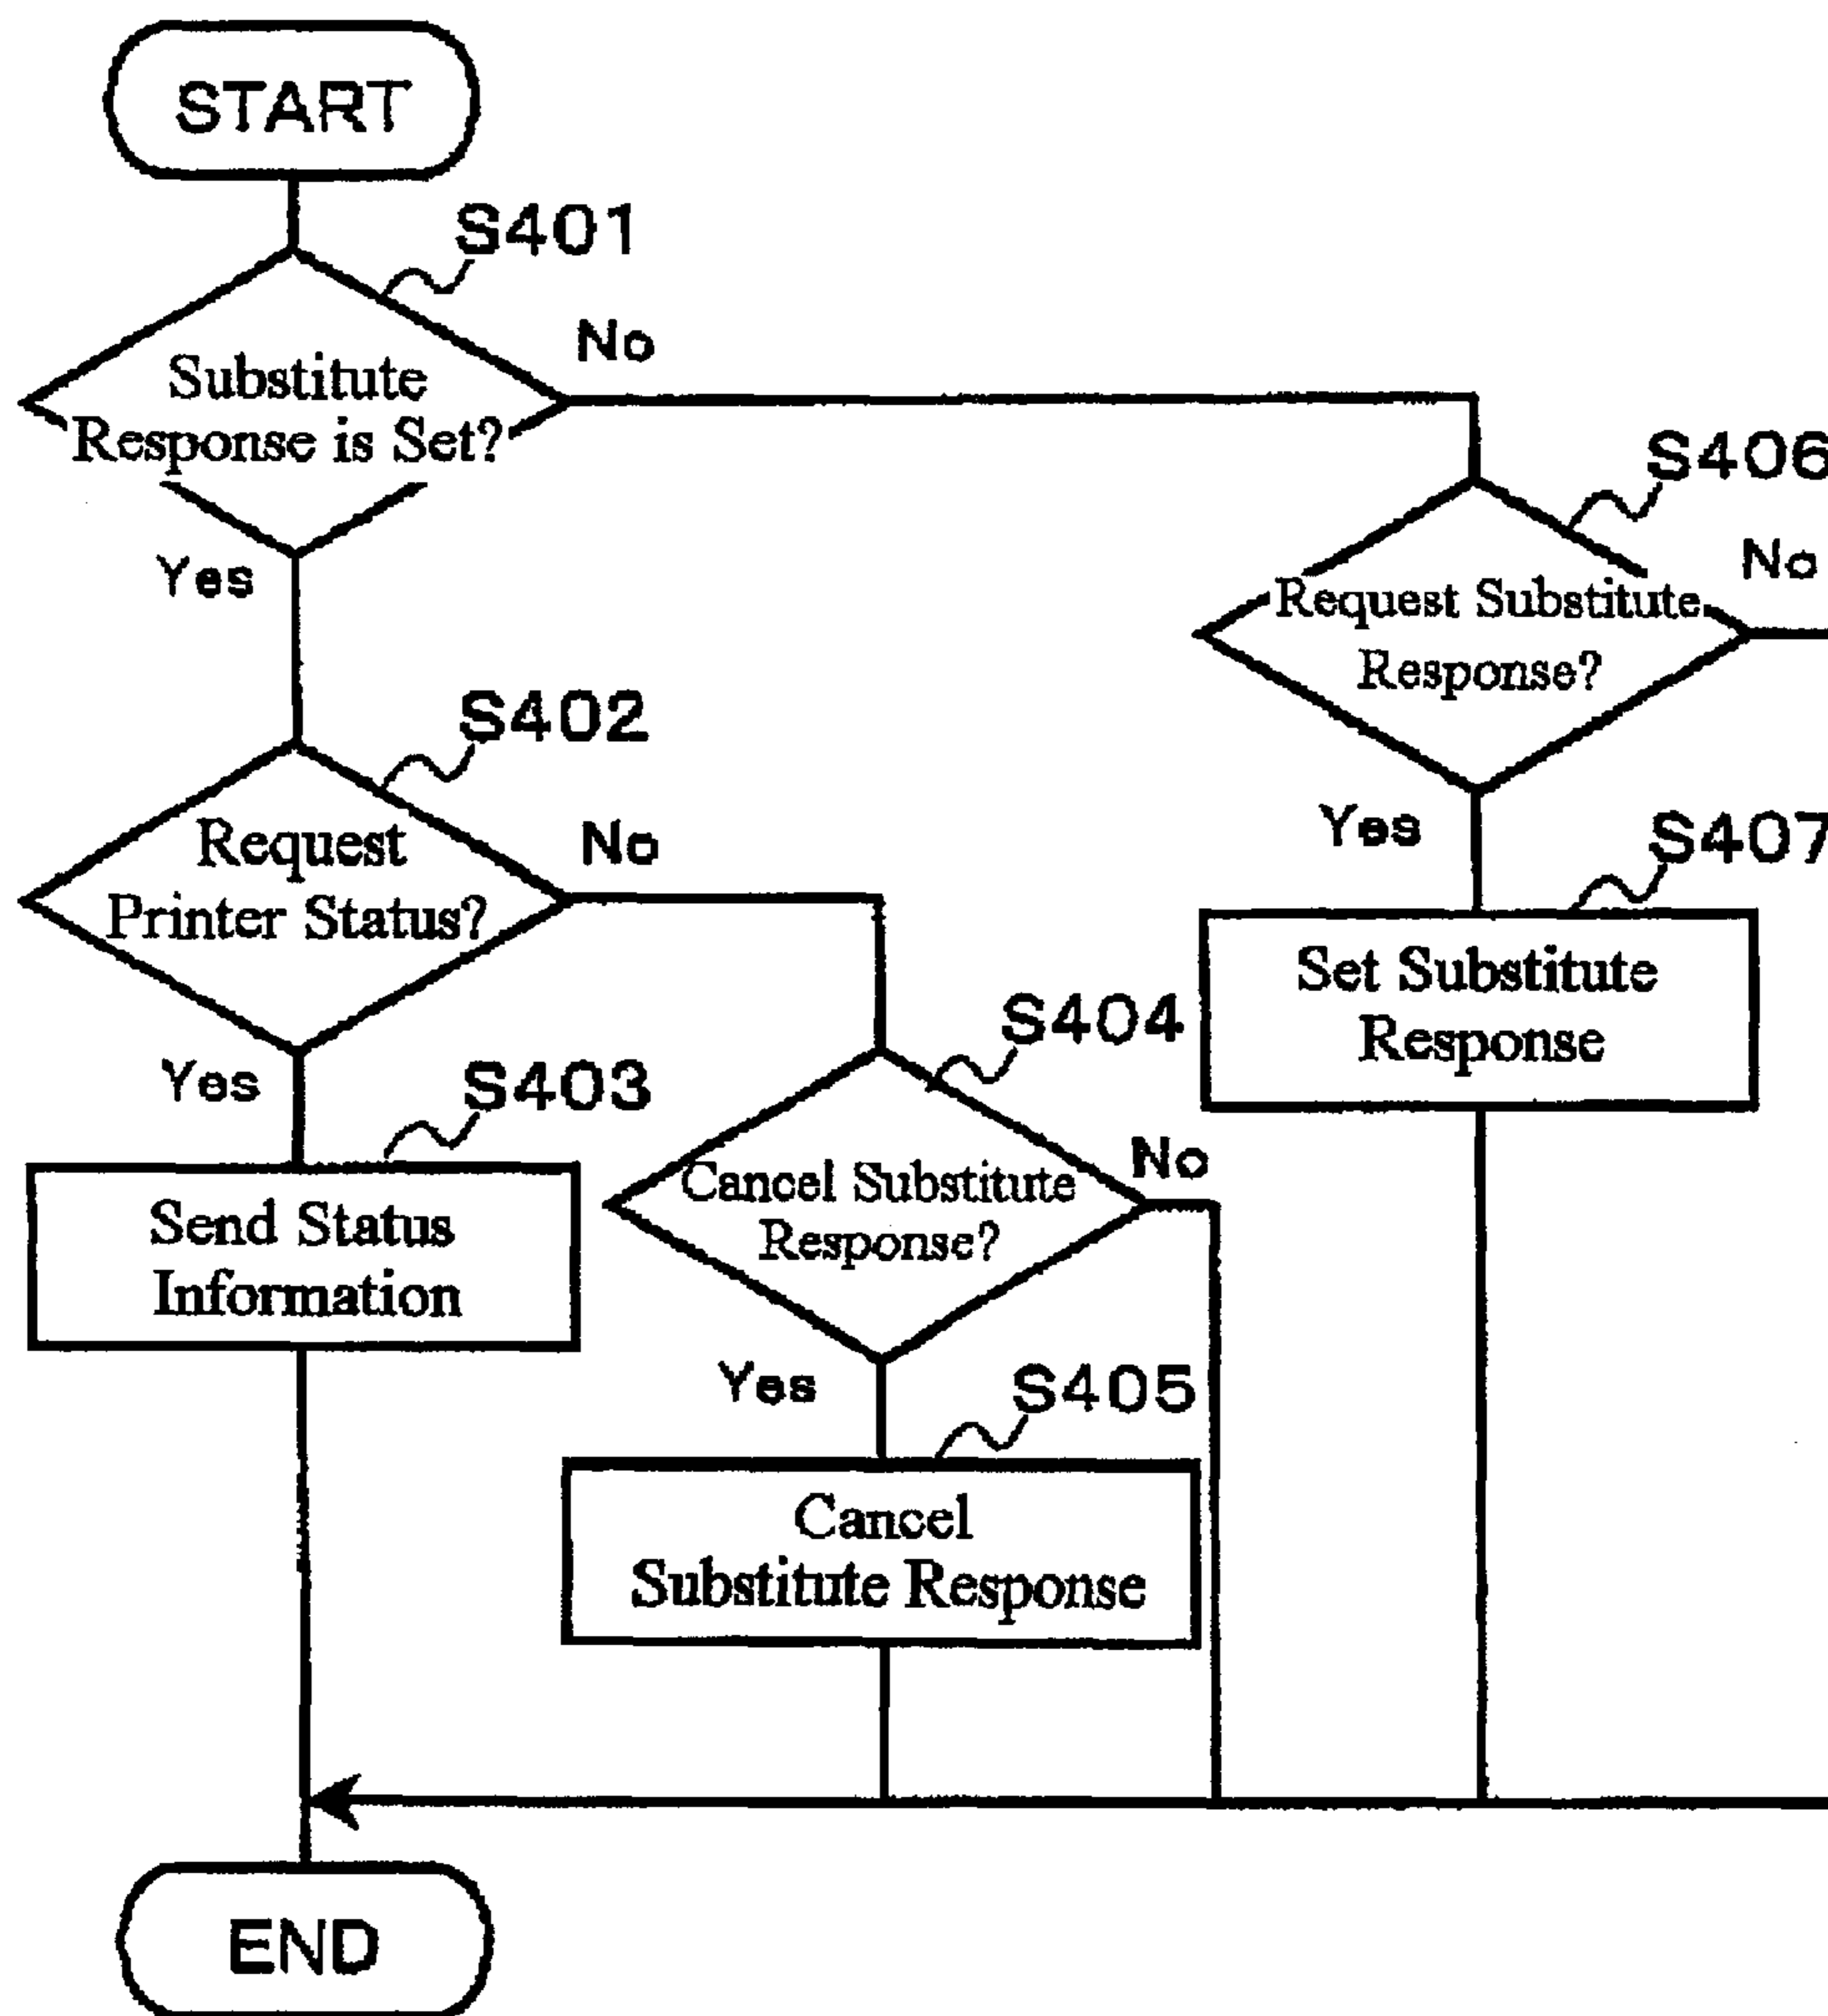 START
S401
No
Substitute
Response is Set?
Yes
S406
No
Request Substitute
Response?
Yes
S407
Set Substitute
Response
S402
Request
Printer Status?
No
Yes
S403
Send Status
Information
S404
Cancel Substitute
Response?
No
Yes
S405
Cancel
Substitute Response
END